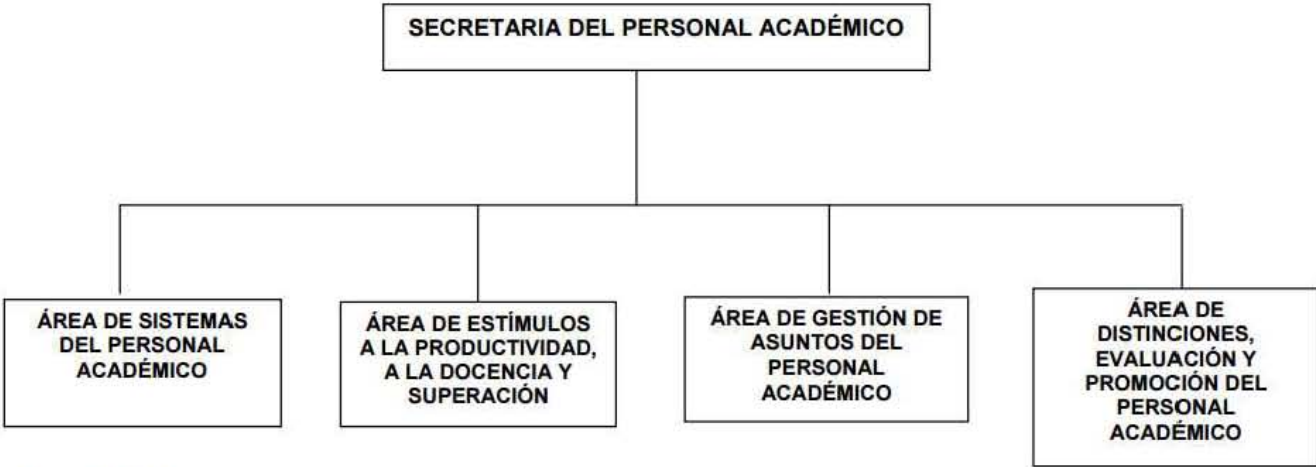 SECRETARIA DEL PERSONAL ACADÉMICO
ÁREA DE SISTEMAS
DEL PERSONAL
ACADÉMICO
ÁREA DE ESTÍMULOS
A LA PRODUCTIVIDAD,
A LA DOCENCIA Y
SUPERACIÓN
ÁREA DE GESTIÓN DE
ASUNTOS DEL
PERSONAL
ACADÉMICO
ÁREA DE
DISTINCIONES,
EVALUACIÓN Y
PROMOCIÓN DEL
PERSONAL
ACADÉMICO